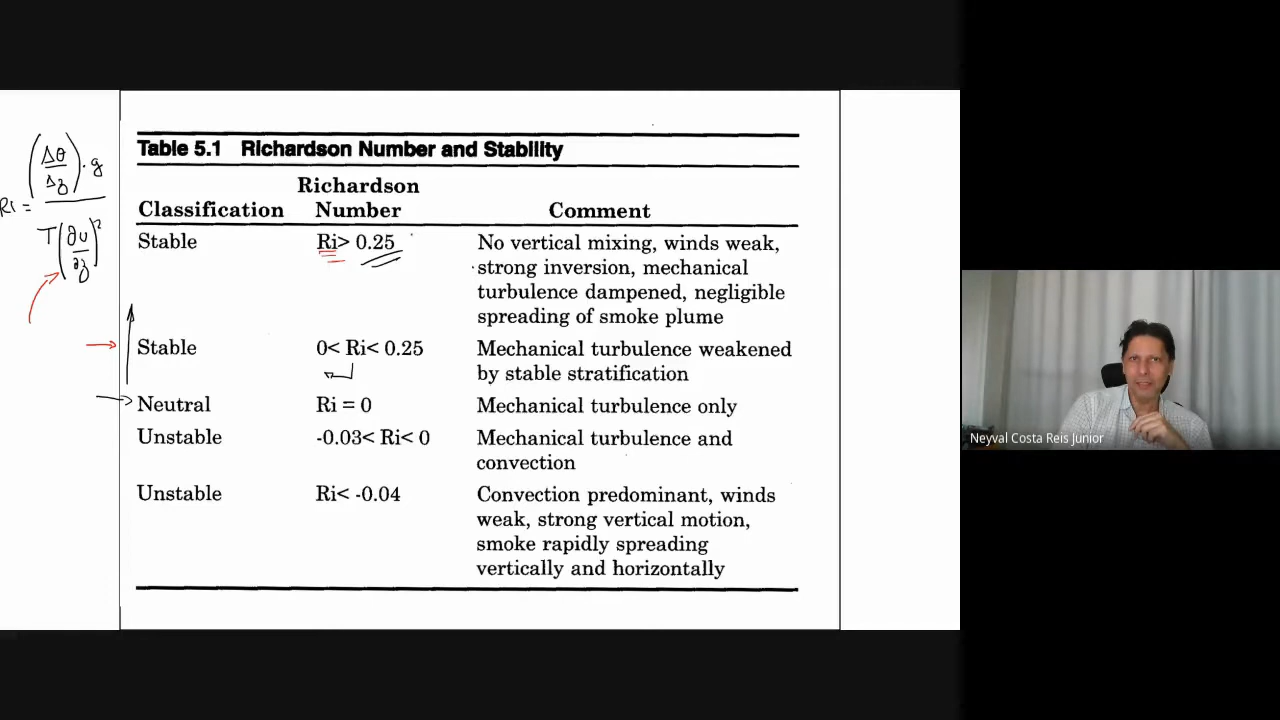 Ri = (Δθ/Δz) · g / T(∂u/∂z)²
Table 5.1 Richardson Number and Stability
Richardson
Classification Number Comment
Stable Ri> 0.25 No vertical mixing, winds weak,
strong inversion, mechanical
turbulence dampened, negligible
spreading of smoke plume
Stable 0< Ri< 0.25 Mechanical turbulence weakened
by stable stratification
Neutral Ri = 0 Mechanical turbulence only
Unstable -0.03< Ri< 0 Mechanical turbulence and
convection
Unstable Ri< -0.04 Convection predominant, winds
weak, strong vertical motion,
smoke rapidly spreading
vertically and horizontally
Neyval Costa Reis Junior